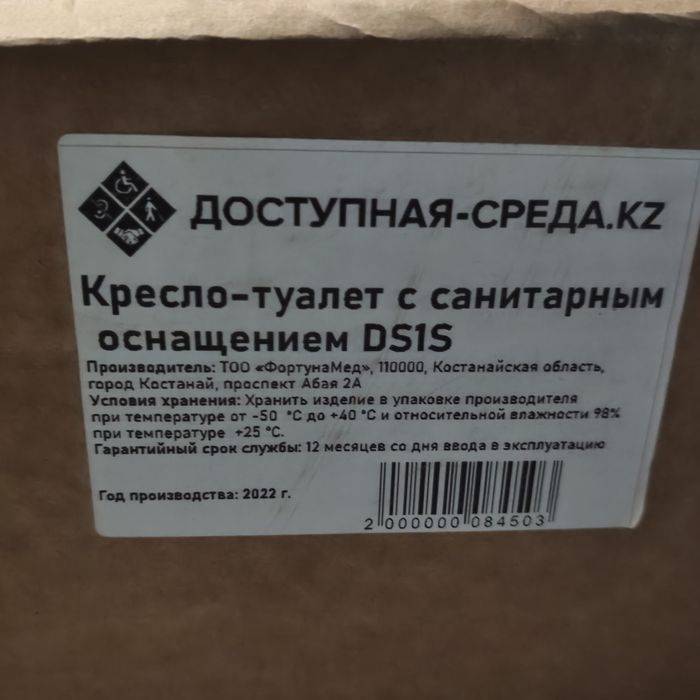 ДОСТУПНАЯ-СРЕДА.KZ
Кресло-туалет с санитарным
оснащением DS1S
Производитель: ТОО «ФортунаМед», 110000, Костанайская область,
город Костанай, проспект Абая 2А
Условия хранения: Хранить изделие в упаковке производителя
при температуре от -50 °C до +40 °C и относительной влажности 98%
при температуре +25 °C.
Гарантийный срок службы: 12 месяцев со дня ввода в эксплуатацию
Год производства: 2022 г.
2 000000 084503